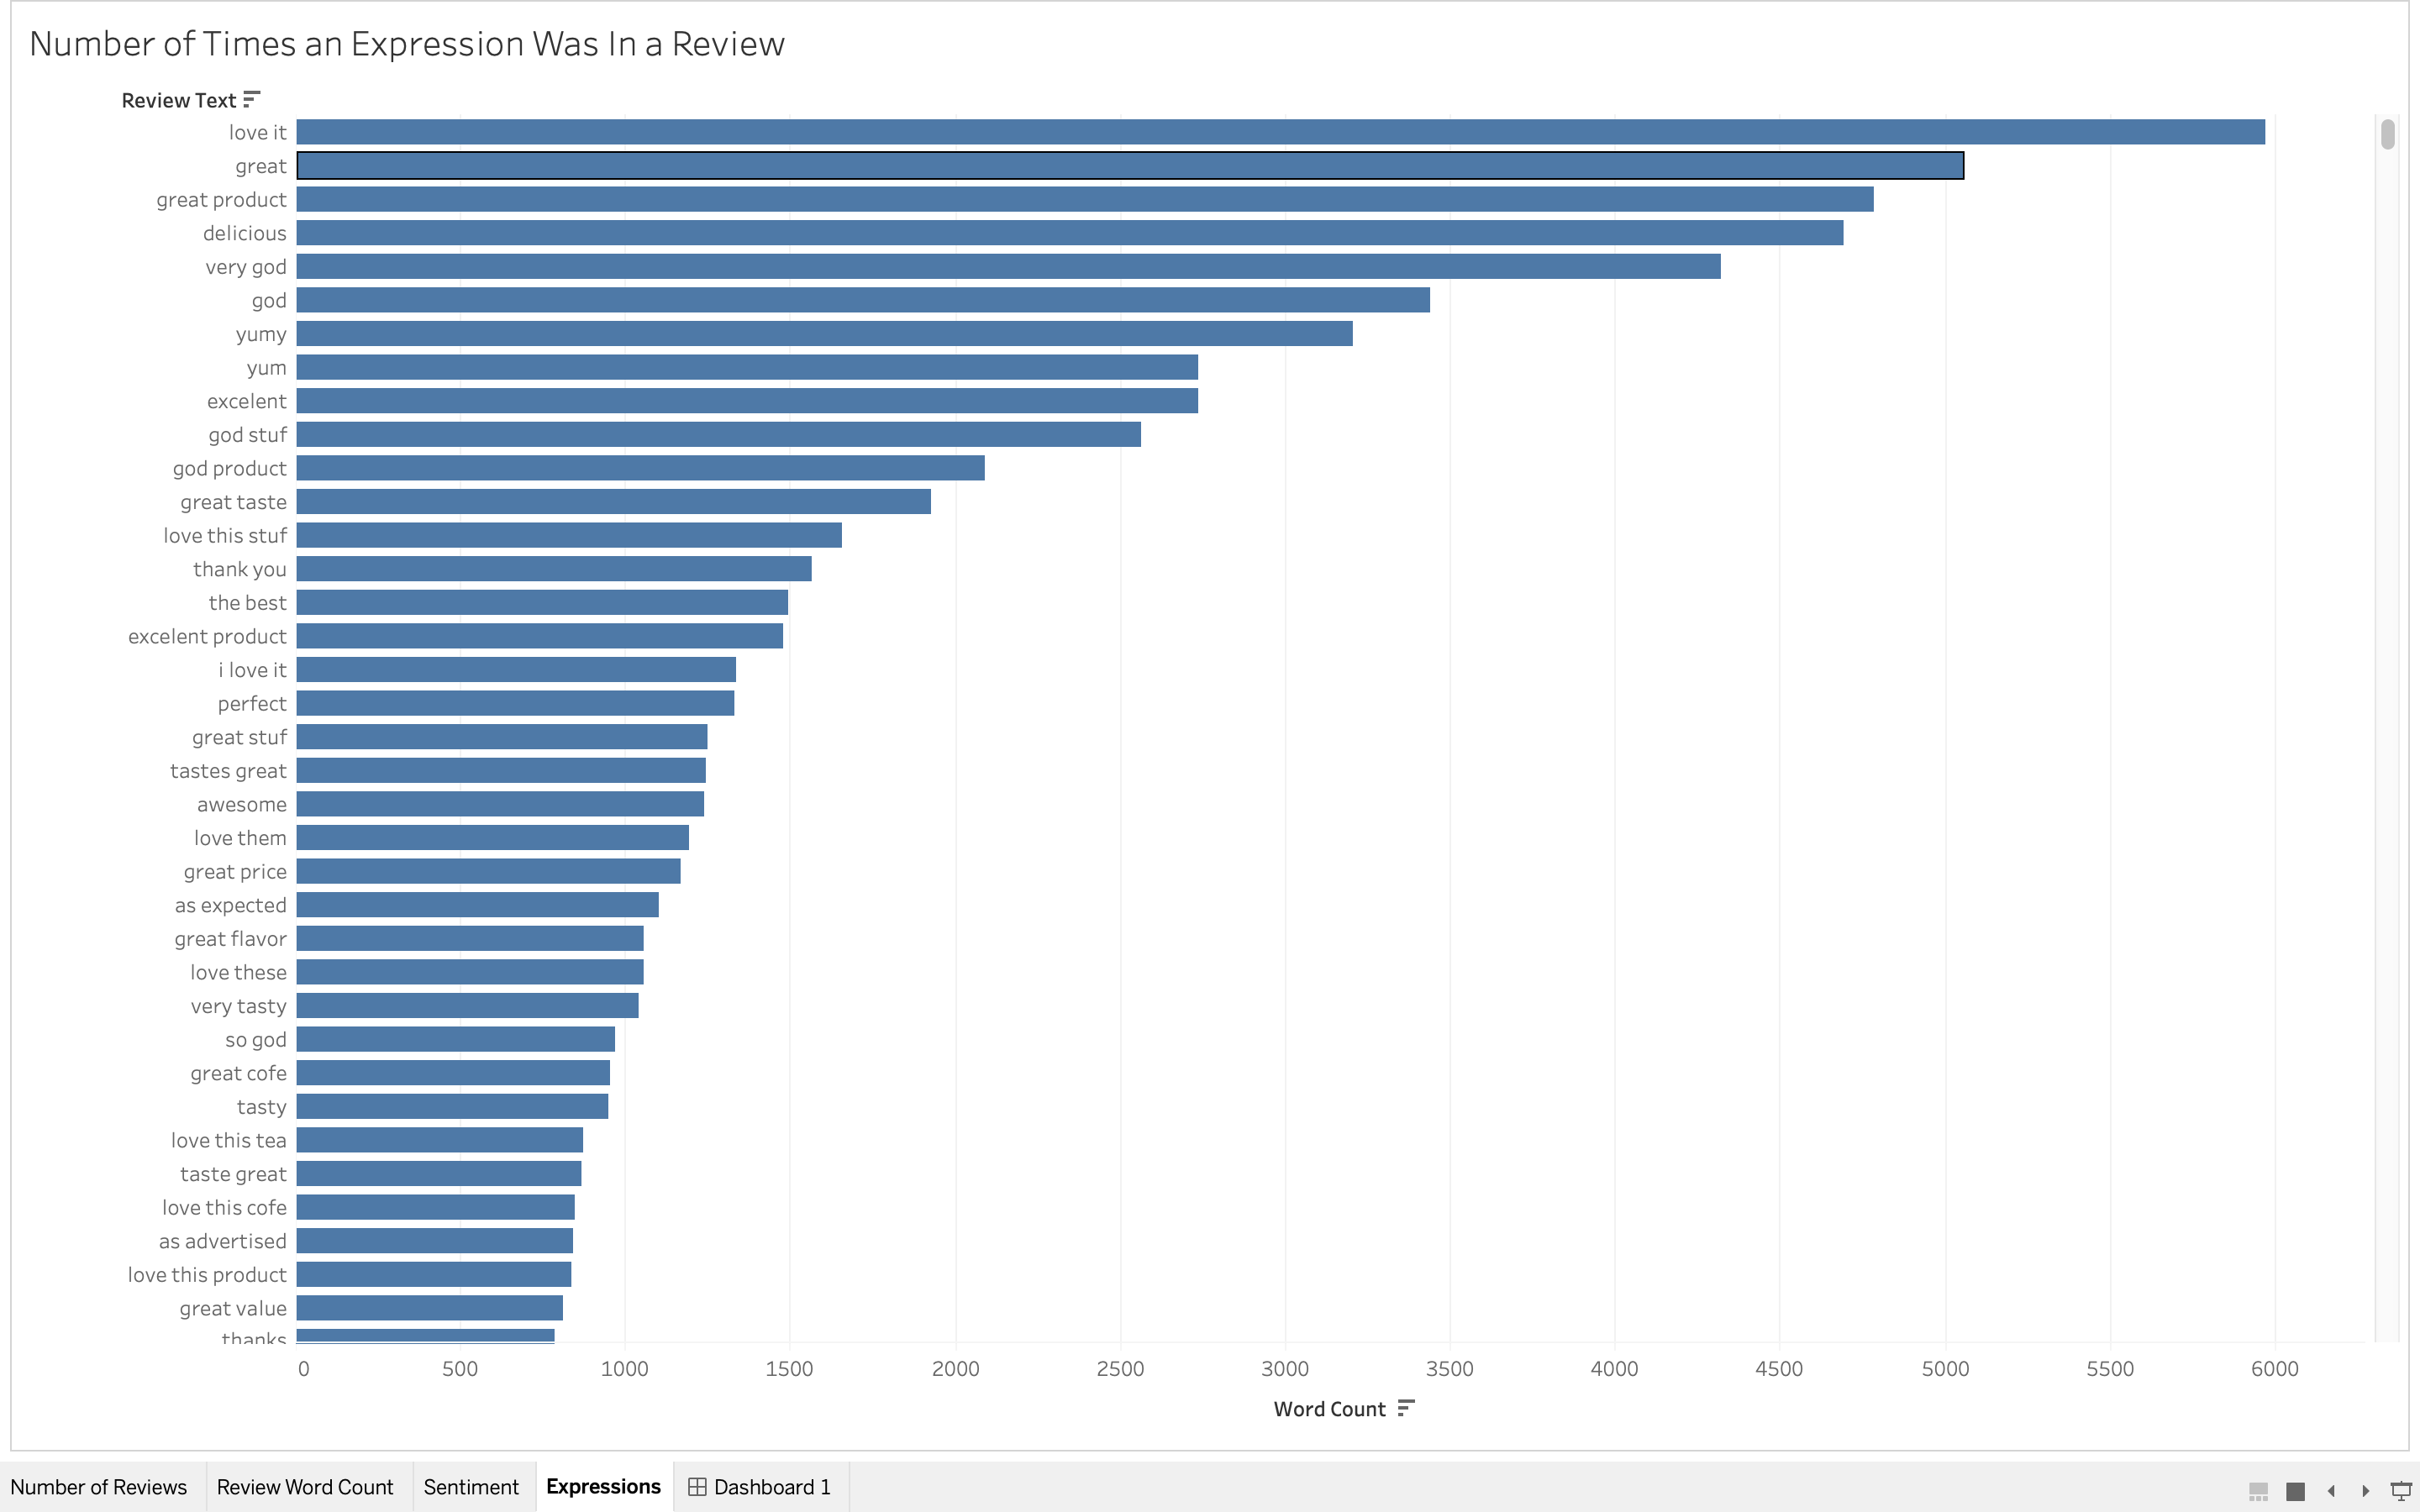 Number of Times an Expression Was In a Review
Review Text
love it
great
great product
delicious
very god
god
yumy
yum
excelent
god stuf
god product
great taste
love this stuf
thank you
the best
excelent product
i love it
perfect
great stuf
tastes great
awesome
love them
great price
as expected
great flavor
love these
very tasty
so god
great cofe
tasty
love this tea
taste great
love this cofe
as advertised
love this product
great value
thanks
0 500 1000 1500 2000 2500 3000 3500 4000 4500 5000 5500 6000
Word Count
Number of Reviews Review Word Count Sentiment Expressions Dashboard 1